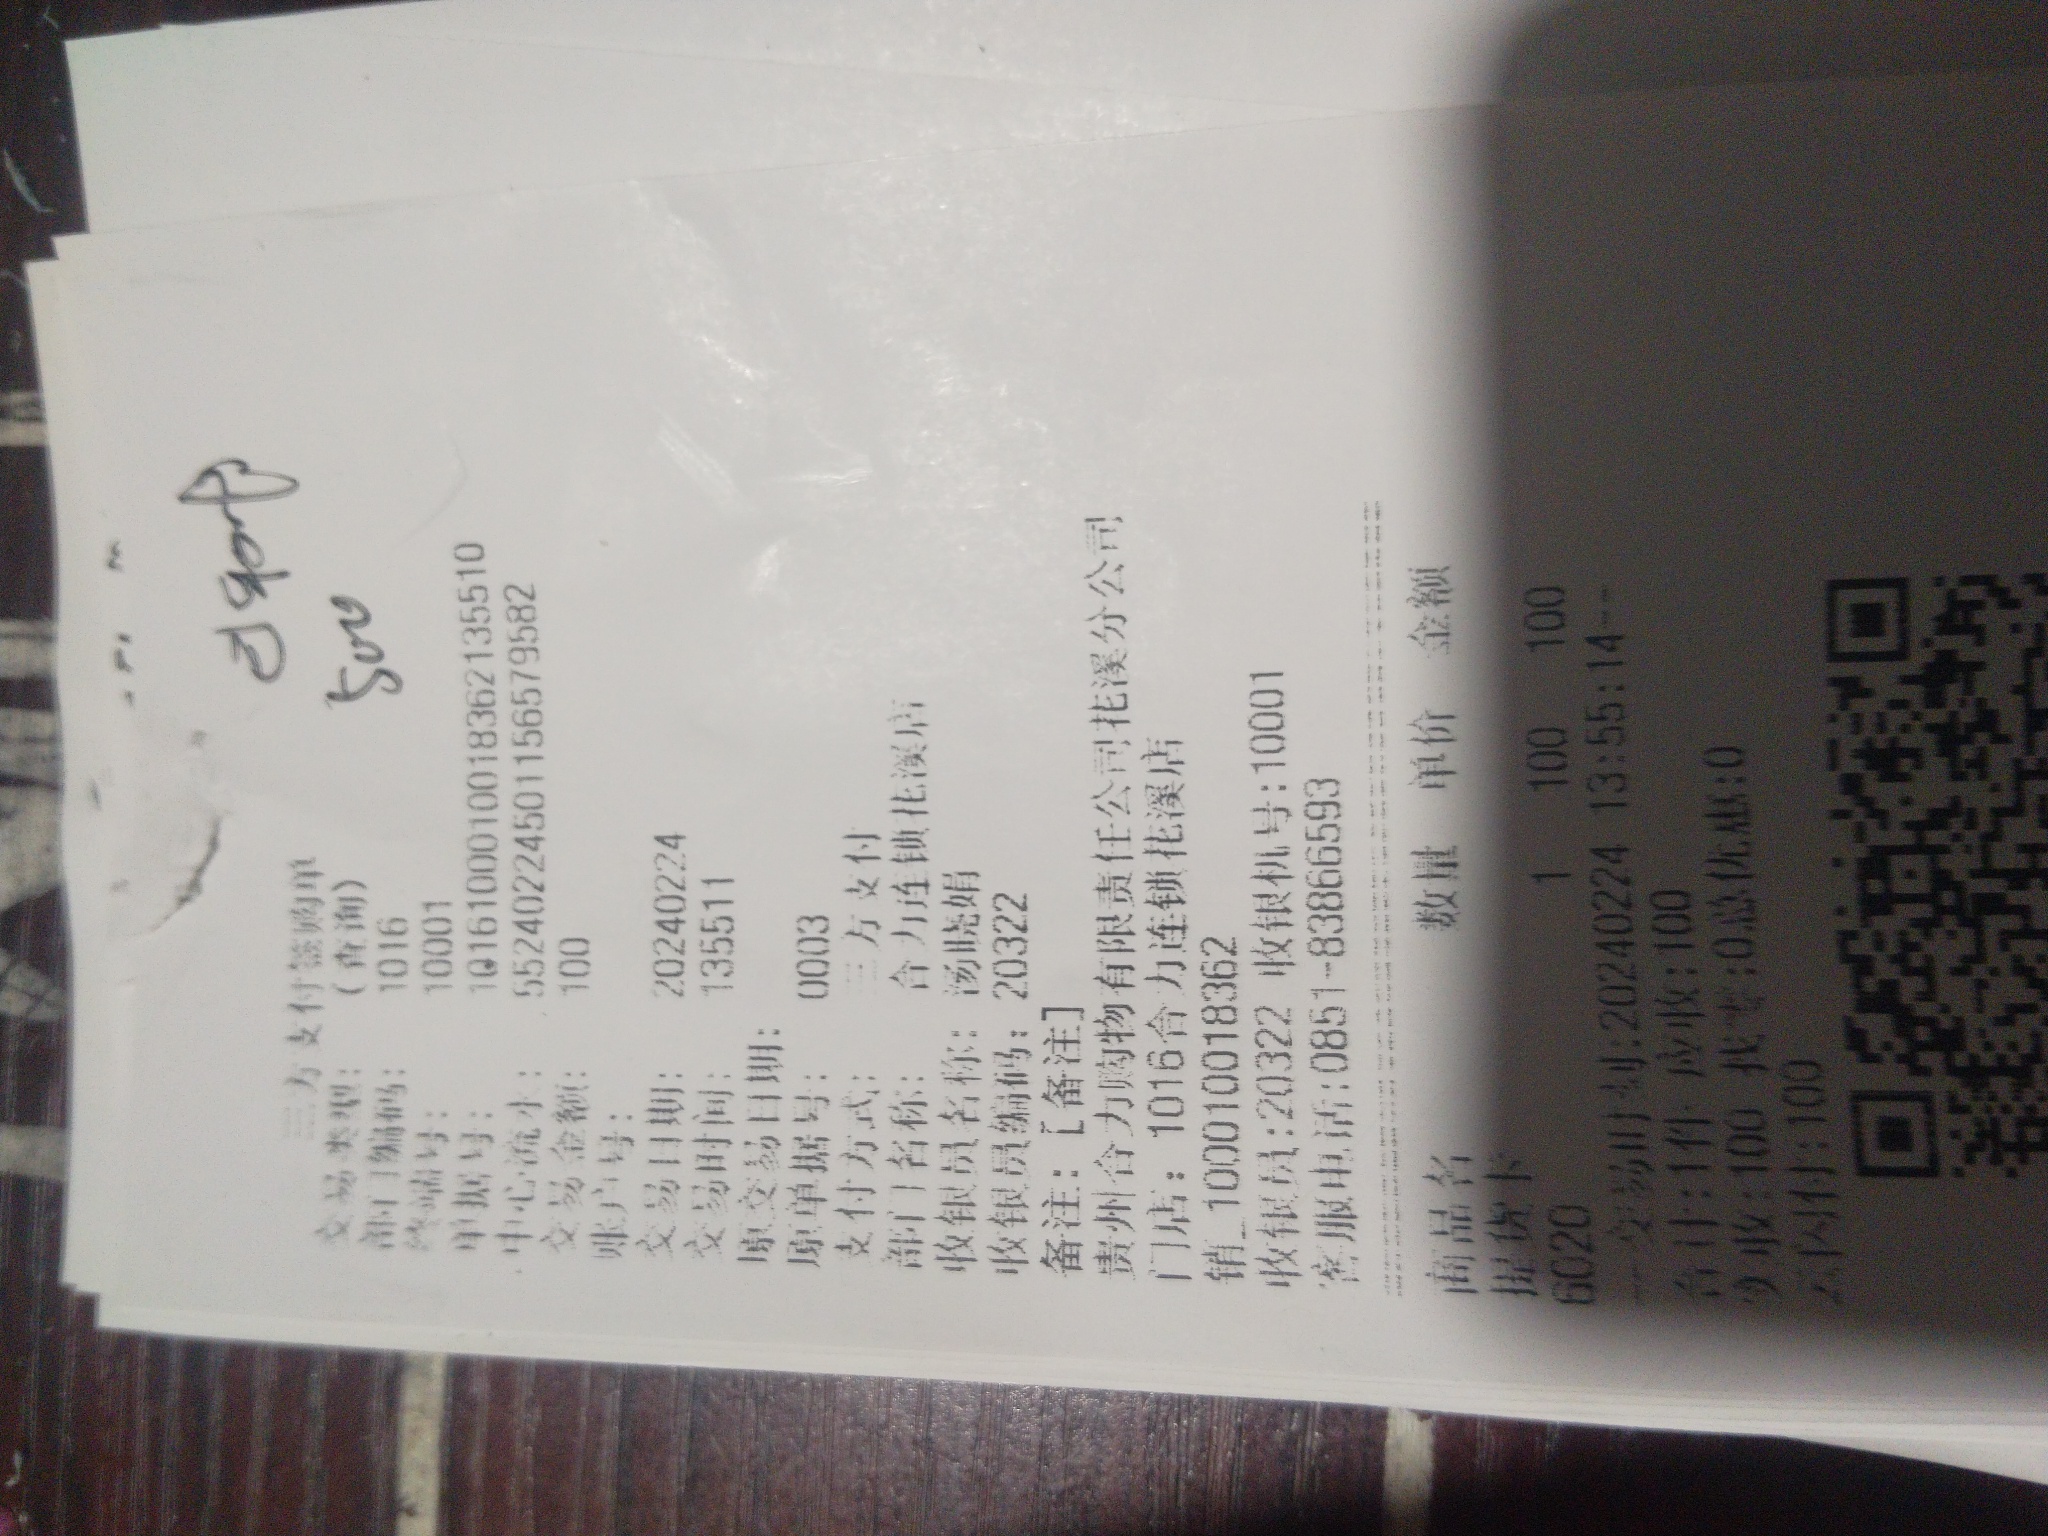 三方支付签购单
交易类型: (查询)
部门编码: 1016
终端号: 10001
单据号: 1016100010018362135510
中心流水: 55240224501156579582
交易金额: 100
账户号:
交易日期: 20240224
交易时间: 135511
原交易日期:
原单据号: 0003
支付方式: 三方支付
部门名称: 合力连锁花溪店
收银员名称: 汤晓娟
收银员编码: 20322
备注: [备注]
贵州合力购物有限责任公司花溪分公司
门店: 1016合力连锁花溪店
销_100010018362
收银员:20322 收银机号:10001
客服电话:0851-83866593
商品名 数量 单价 金额
提货卡
6020 1 100 100
--交易时刻:20240224 13:55:14--
合计:1件 应收:100
实收:100 找零:0总优惠:0
云闪付:100